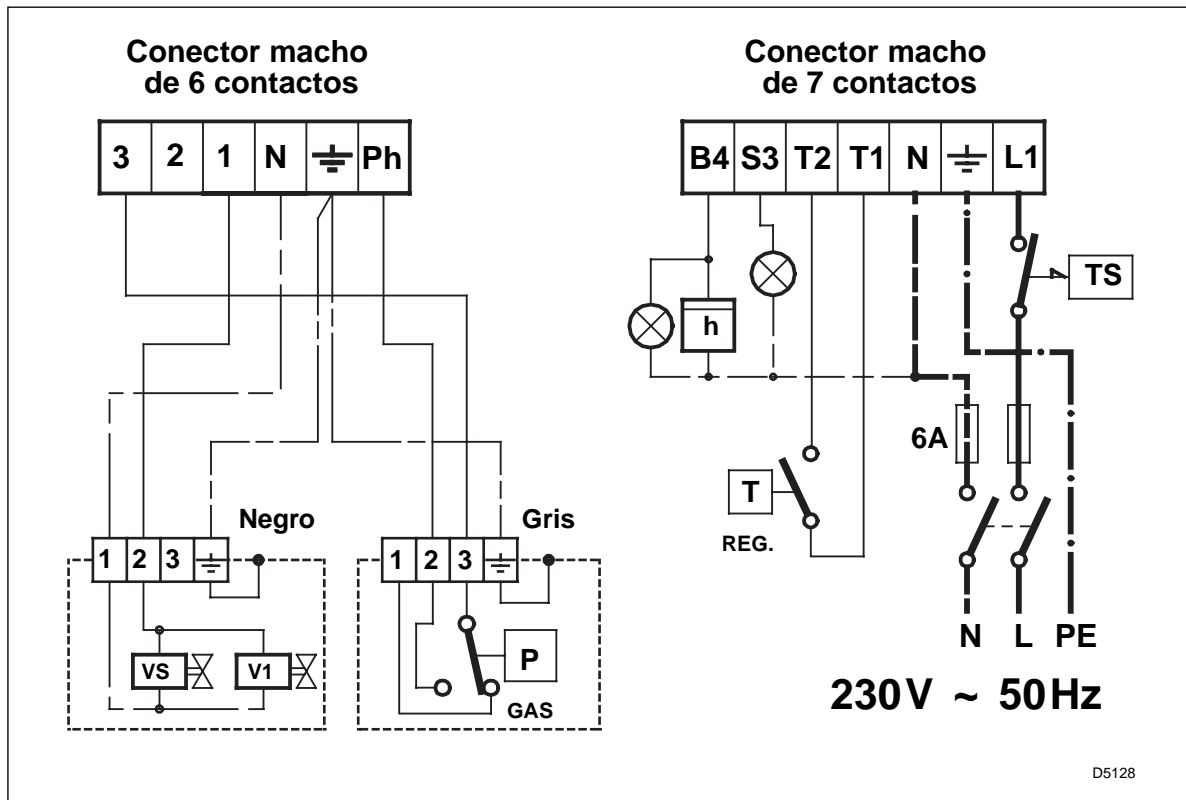 Conector macho
de 6 contactos
3 2 1 N Ph
Negro
1 2 3
VS V1
Gris
1 2 3
P
GAS
Conector macho
de 7 contactos
B4 S3 T2 T1 N L1
TS
h
6A
T
REG.
N L PE
230V ~ 50Hz
D5128